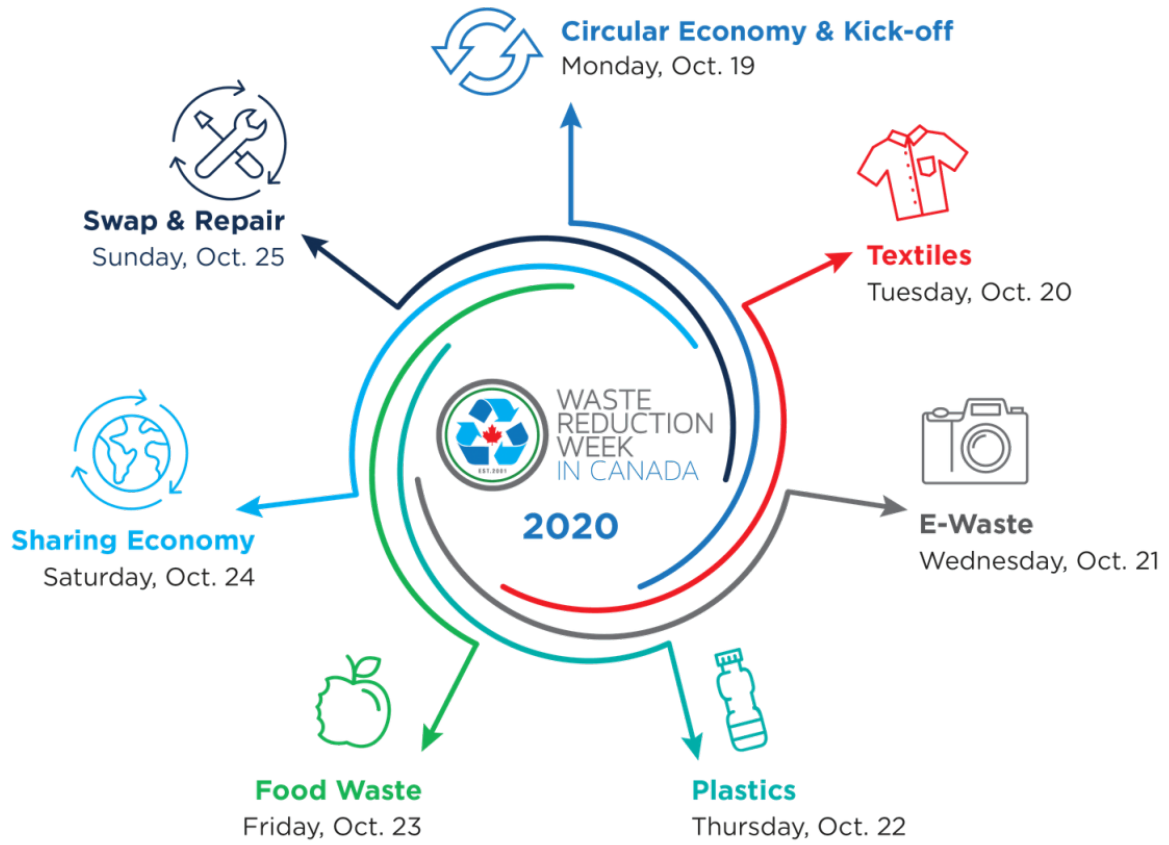 Circular Economy & Kick-off
Monday, Oct. 19
Textiles
Tuesday, Oct. 20
E-Waste
Wednesday, Oct. 21
Plastics
Thursday, Oct. 22
Food Waste
Friday, Oct. 23
Sharing Economy
Saturday, Oct. 24
Swap & Repair
Sunday, Oct. 25
EST.2001
WASTE
REDUCTION
WEEK
IN CANADA
2020